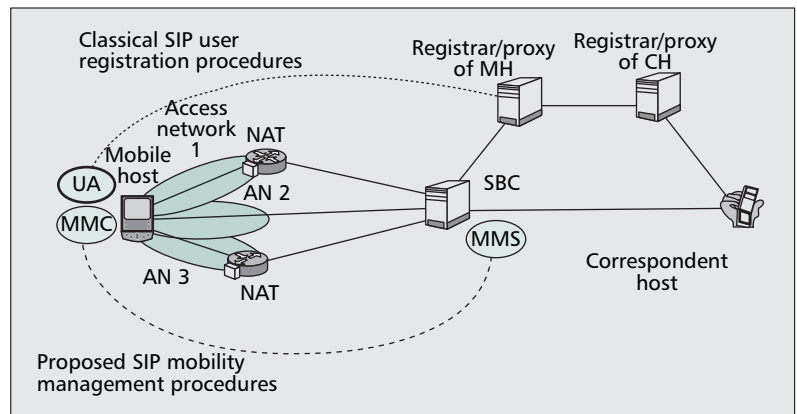 Classical SIP user
registration procedures
Registrar/proxy
of MH
Registrar/proxy
of CH
Access
network
1
NAT
Mobile
host
UA
AN 2
SBC
MMC
MMS
AN 3
NAT
Correspondent
host
Proposed SIP mobility
management procedures